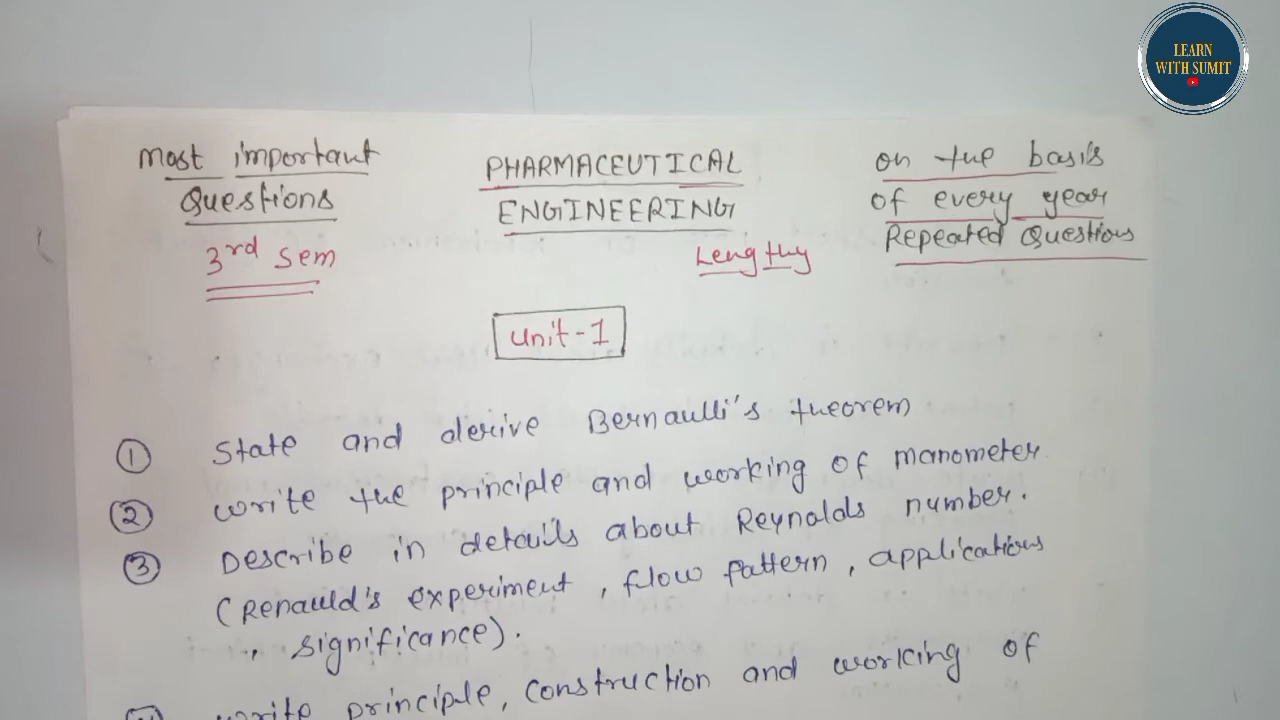 LEARN
WITH SUMIT
most important
Questions
3rd sem
PHARMACEUTICAL
ENGINEERING
Lengthy
on the basis
of every year
Repeated Questions
Unit-1
① State and derive Bernaulli's theorem
② write the principle and working of manometer.
③ Describe in details about Reynolds number.
(Renauld's experiment, flow pattern, applications
, significance).
write principle, construction and working of